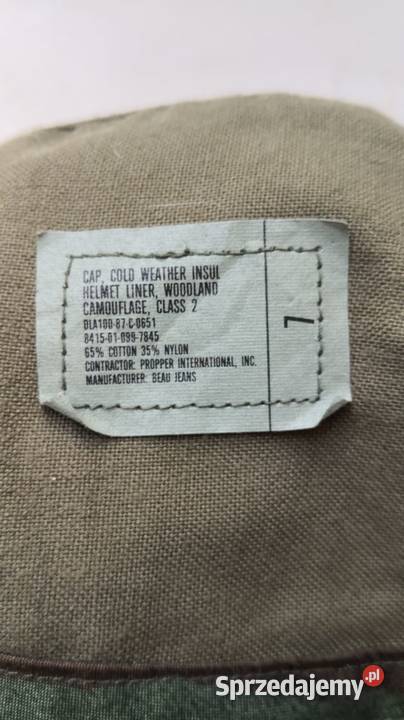 CAP, COLD WEATHER INSUL
HELMET LINER, WOODLAND
CAMOUFLAGE, CLASS 2
DLA100-87-C-0651
8415-01-099-7845
65% COTTON 35% NYLON
CONTRACTOR: PROPPER INTERNATIONAL, INC.
MANUFACTURER: BEAU JEANS
7
Sprzedajemy.pl